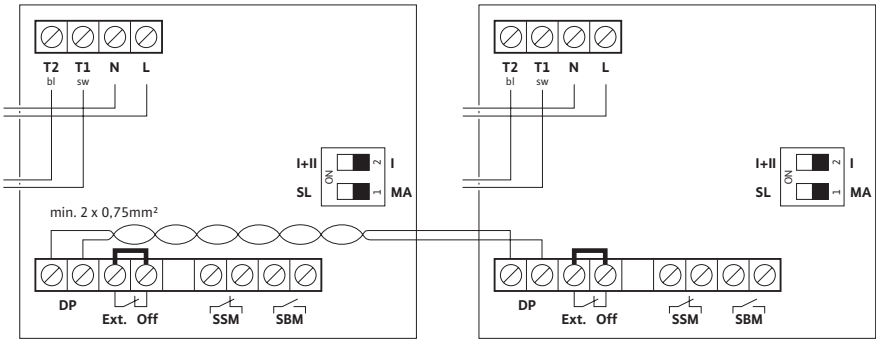 T2 T1 N L
bl sw
I+II 2 I
ON
SL 1 MA
min. 2 x 0,75mm²
DP
Ext. Off SSM SBM
T2 T1 N L
bl sw
I+II 2 I
ON
SL 1 MA
DP
Ext. Off SSM SBM